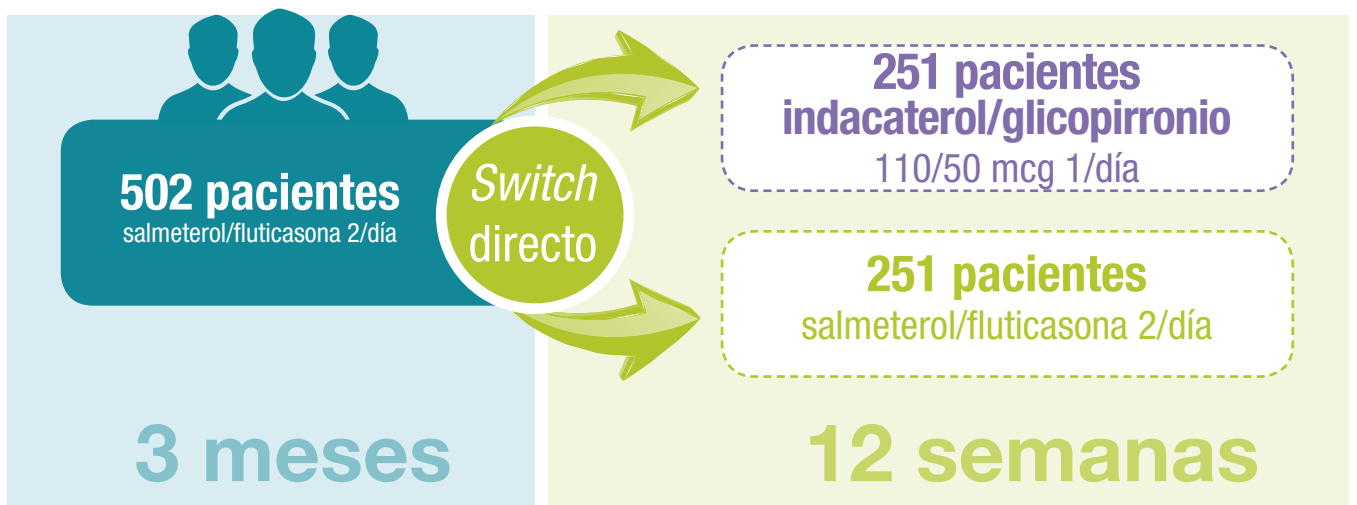 502 pacientes
salmeterol/fluticasona 2/día
Switch
directo
251 pacientes
indacaterol/glicopirronio
110/50 mcg 1/día
251 pacientes
salmeterol/fluticasona 2/día
3 meses
12 semanas